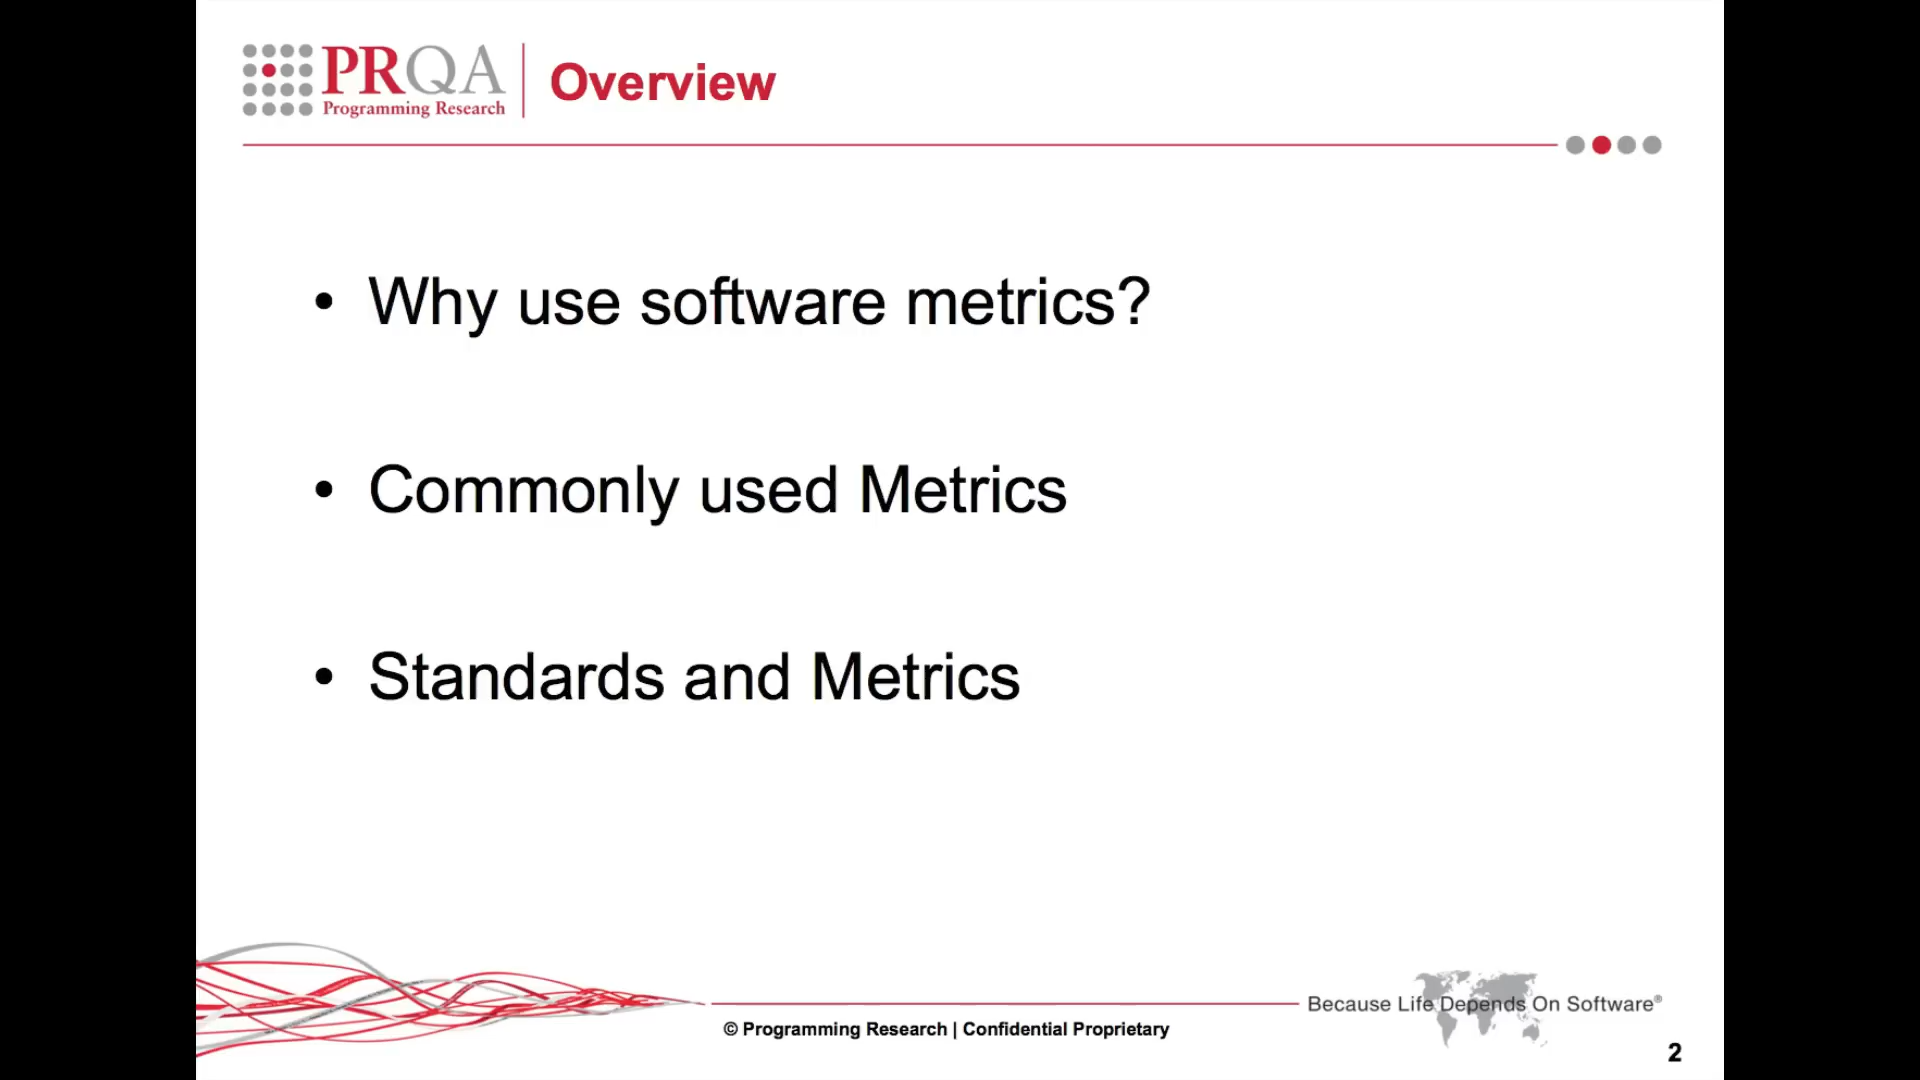 PRQA
Programming Research
Overview
• Why use software metrics?
• Commonly used Metrics
• Standards and Metrics
Because Life Depends On Software®
© Programming Research | Confidential Proprietary
2